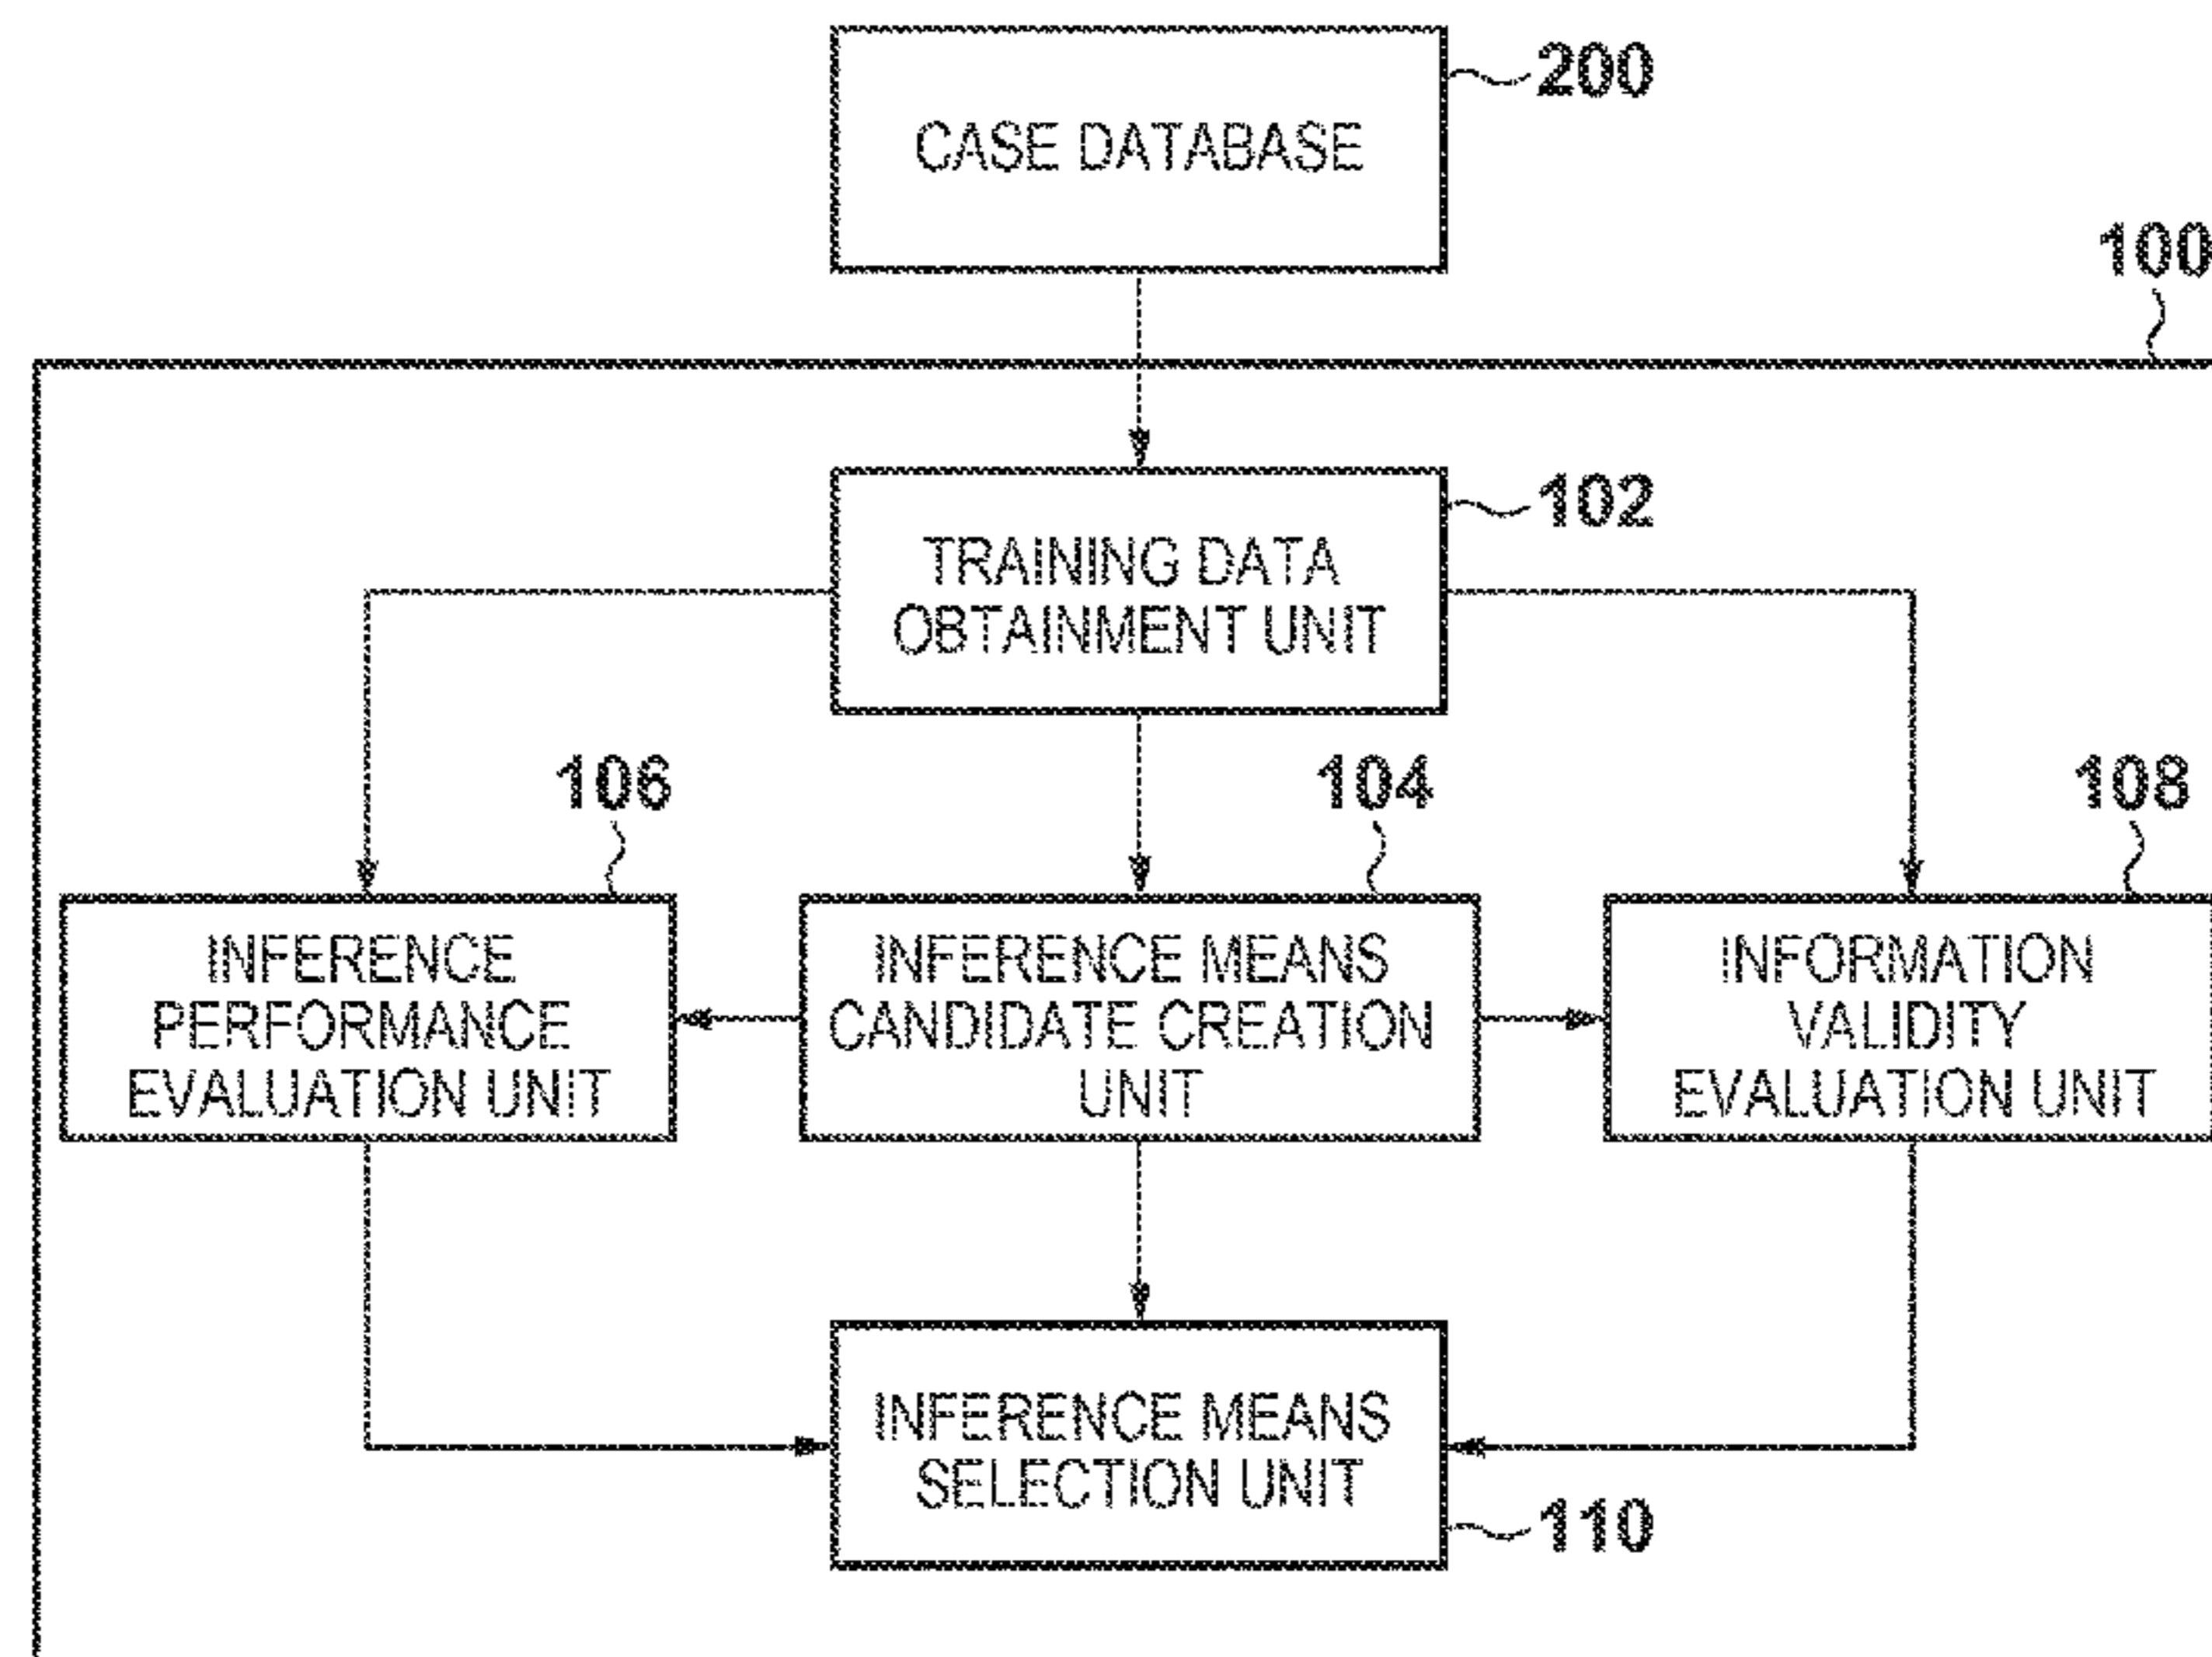 200
CASE DATABASE
100
102
TRAINING DATA
OBTAINMENT UNIT
106
104
108
INFERENCE
PERFORMANCE
EVALUATION UNIT
INFERENCE MEANS
CANDIDATE CREATION
UNIT
INFORMATION
VALIDITY
EVALUATION UNIT
INFERENCE MEANS
SELECTION UNIT
110